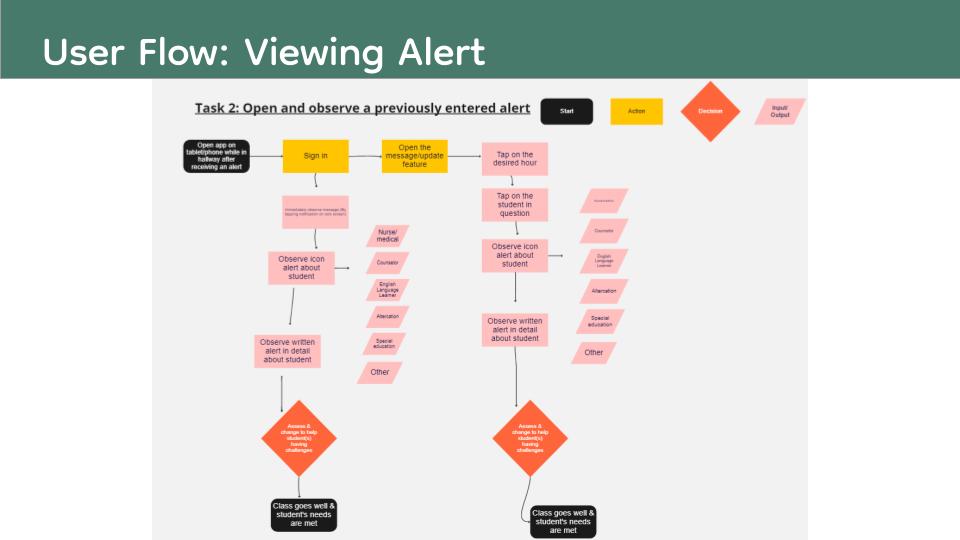 User Flow: Viewing Alert
Task 2: Open and observe a previously entered alert
Start
Action
Decision
Input/
Output
Open app on
tablet/phone while in
hallway after
receiving an alert
Sign in
Open the
message/update
feature
Tap on the
desired hour
Immediately observe message (By
tapping notification on lock screen)
Observe icon
alert about
student
Nurse/
medical
Counselor
English
Language
Learner
Altercation
Special
education
Other
Observe written
alert in detail
about student
Assess &
change to help
student(s)
having
challenges
Class goes well &
student's needs
are met
Tap on the
student in
question
Observe icon
alert about
student
Counselor
English
Language
Learner
Altercation
Special
education
Other
Observe written
alert in detail
about student
Assess &
change to help
student(s)
having
challenges
Class goes well &
student's needs
are met